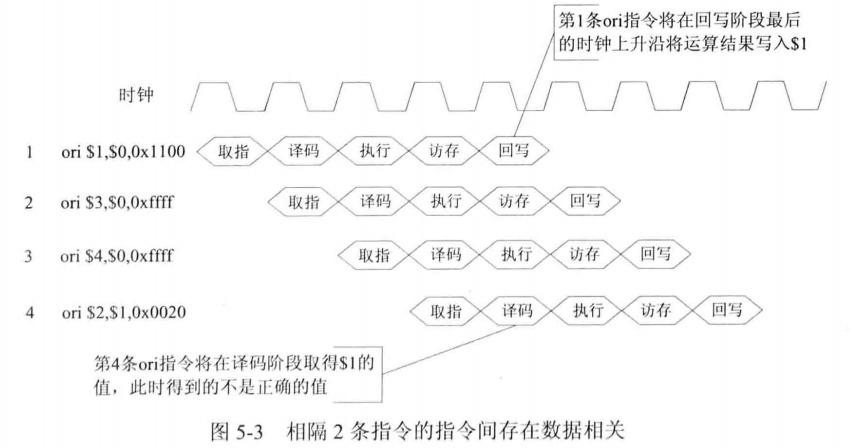 第1条ori指令将在回写阶段最后
的时钟上升沿将运算结果写入$1
时钟
1 ori $1,$0,0x1100 取指 译码 执行 访存 回写
2 ori $3,$0,0xffff 取指 译码 执行 访存 回写
3 ori $4,$0,0xffff 取指 译码 执行 访存 回写
4 ori $2,$1,0x0020 取指 译码 执行 访存 回写
第4条ori指令将在译码阶段取得$1的
值，此时得到的不是正确的值
图 5-3 相隔 2 条指令的指令间存在数据相关